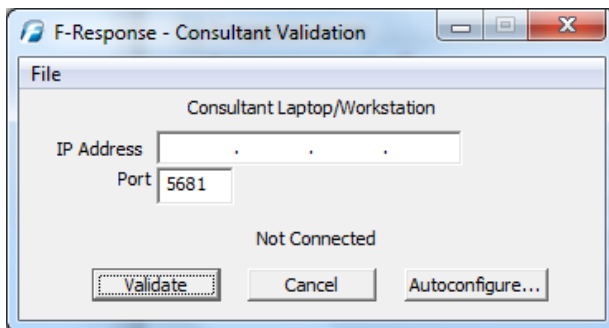 F-Response - Consultant Validation
File
Consultant Laptop/Workstation
IP Address . . .
Port 5681
Not Connected
Validate Cancel Autoconfigure...